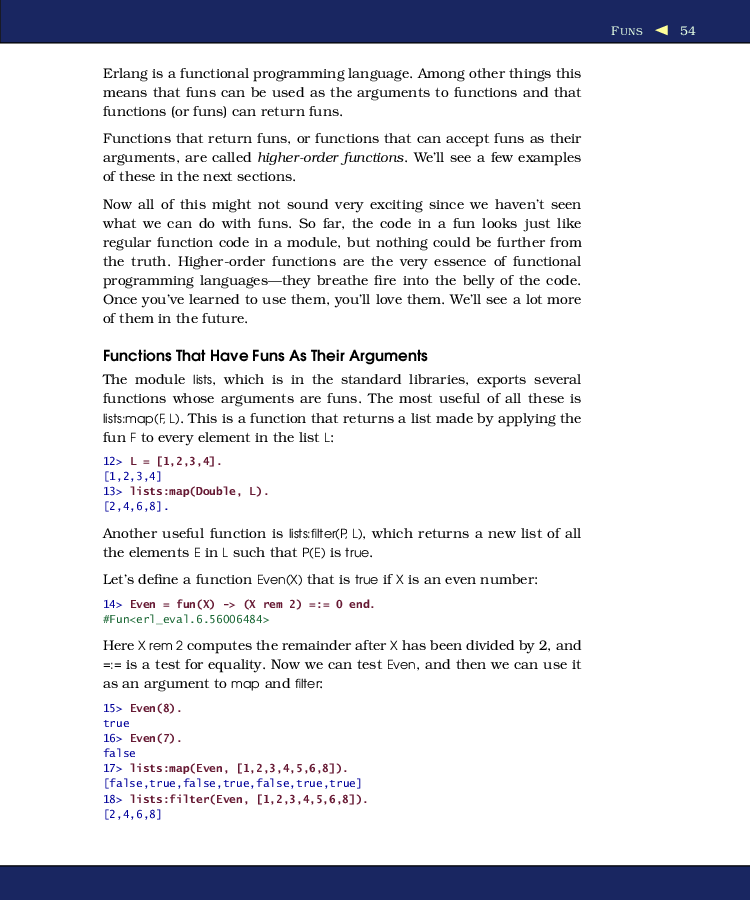 FUNS ◀ 54
Erlang is a functional programming language. Among other things this
means that funs can be used as the arguments to functions and that
functions (or funs) can return funs.
Functions that return funs, or functions that can accept funs as their
arguments, are called higher-order functions. We'll see a few examples
of these in the next sections.
Now all of this might not sound very exciting since we haven't seen
what we can do with funs. So far, the code in a fun looks just like
regular function code in a module, but nothing could be further from
the truth. Higher-order functions are the very essence of functional
programming languages—they breathe fire into the belly of the code.
Once you've learned to use them, you'll love them. We'll see a lot more
of them in the future.
Functions That Have Funs As Their Arguments
The module lists, which is in the standard libraries, exports several
functions whose arguments are funs. The most useful of all these is
lists:map(F, L). This is a function that returns a list made by applying the
fun F to every element in the list L:
12> L = [1,2,3,4].
[1,2,3,4]
13> lists:map(Double, L).
[2,4,6,8].
Another useful function is lists:filter(P, L), which returns a new list of all
the elements E in L such that P(E) is true.
Let's define a function Even(X) that is true if X is an even number:
14> Even = fun(X) -> (X rem 2) =:= 0 end.
#Fun<erl_eval.6.56006484>
Here X rem 2 computes the remainder after X has been divided by 2, and
=:= is a test for equality. Now we can test Even, and then we can use it
as an argument to map and filter:
15> Even(8).
true
16> Even(7).
false
17> lists:map(Even, [1,2,3,4,5,6,8]).
[false,true,false,true,false,true,true]
18> lists:filter(Even, [1,2,3,4,5,6,8]).
[2,4,6,8]